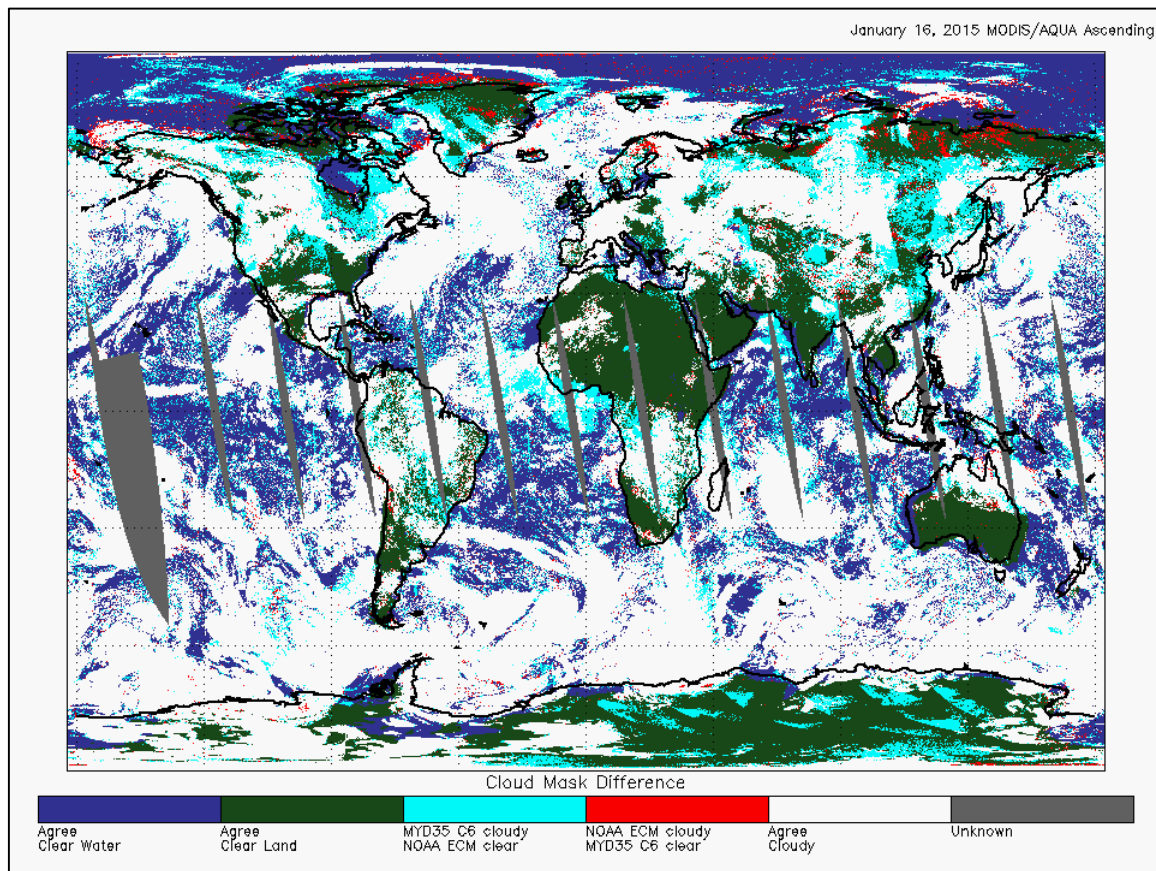 January 16, 2015 MODIS/AQUA Ascending
Cloud Mask Difference
Agree
Clear Water
Agree
Clear Land
MYD35 C6 cloudy
NOAA ECM clear
NOAA ECM cloudy
MYD35 C6 clear
Agree
Cloudy
Unknown